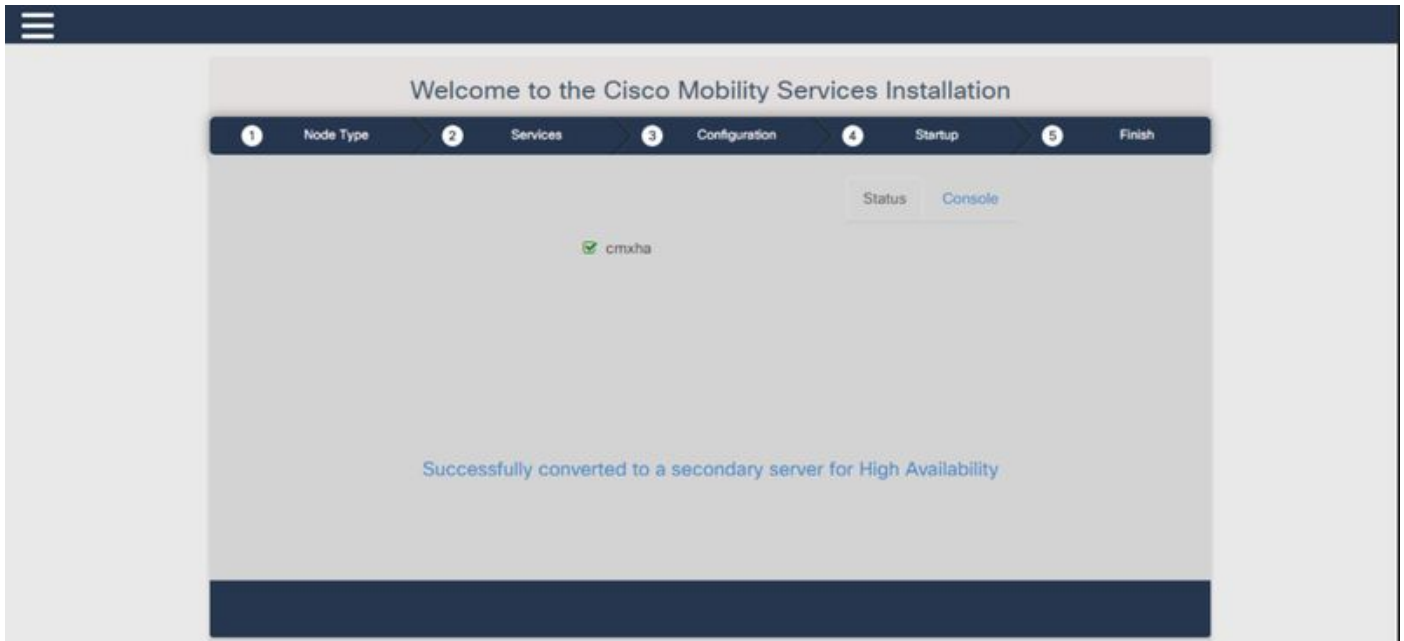 Welcome to the Cisco Mobility Services Installation
1 Node Type 2 Services 3 Configuration 4 Startup 5 Finish
Status Console
cmxha
Successfully converted to a secondary server for High Availability